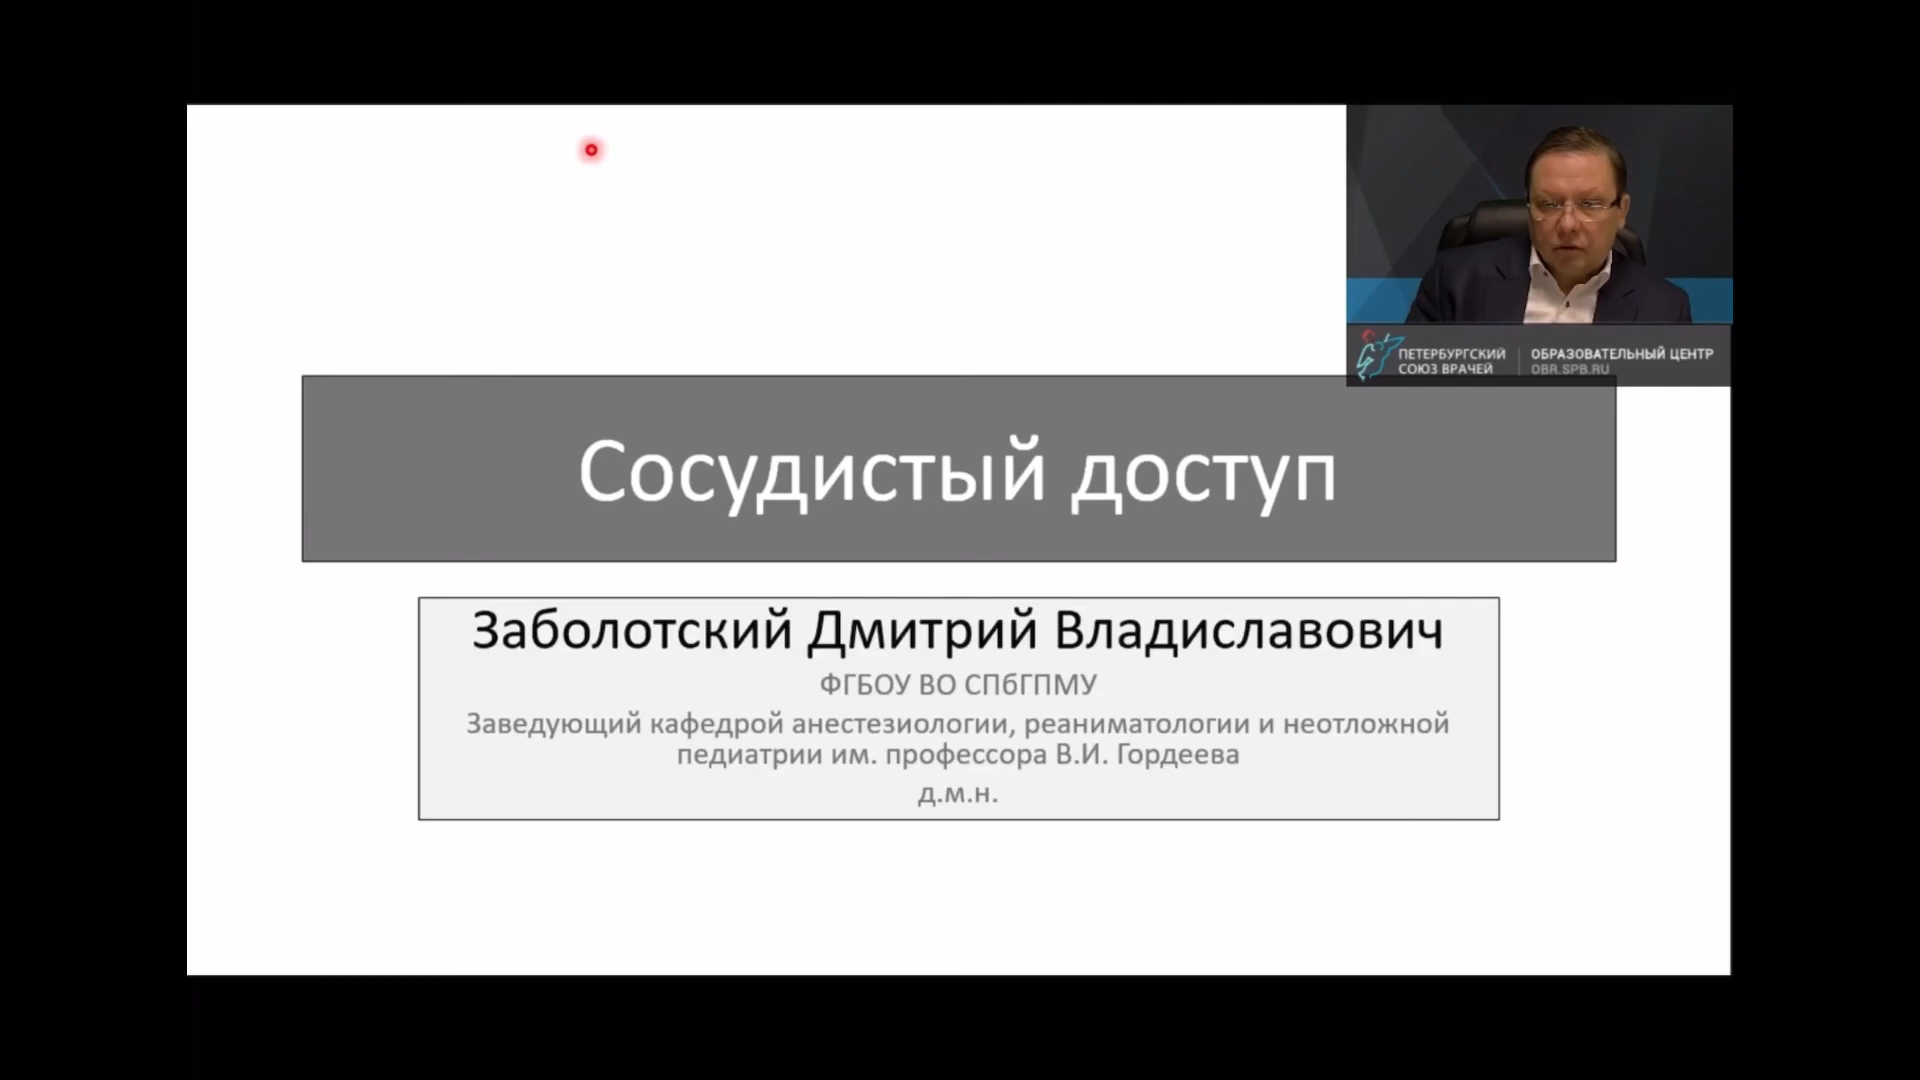 ПЕТЕРБУРГСКИЙ
СОЮЗ ВРАЧЕЙ
ОБРАЗОВАТЕЛЬНЫЙ ЦЕНТР
OBR.SPB.RU
Сосудистый доступ
Заболотский Дмитрий Владиславович
ФГБОУ ВО СПбГПМУ
Заведующий кафедрой анестезиологии, реаниматологии и неотложной
педиатрии им. профессора В.И. Гордеева
д.м.н.